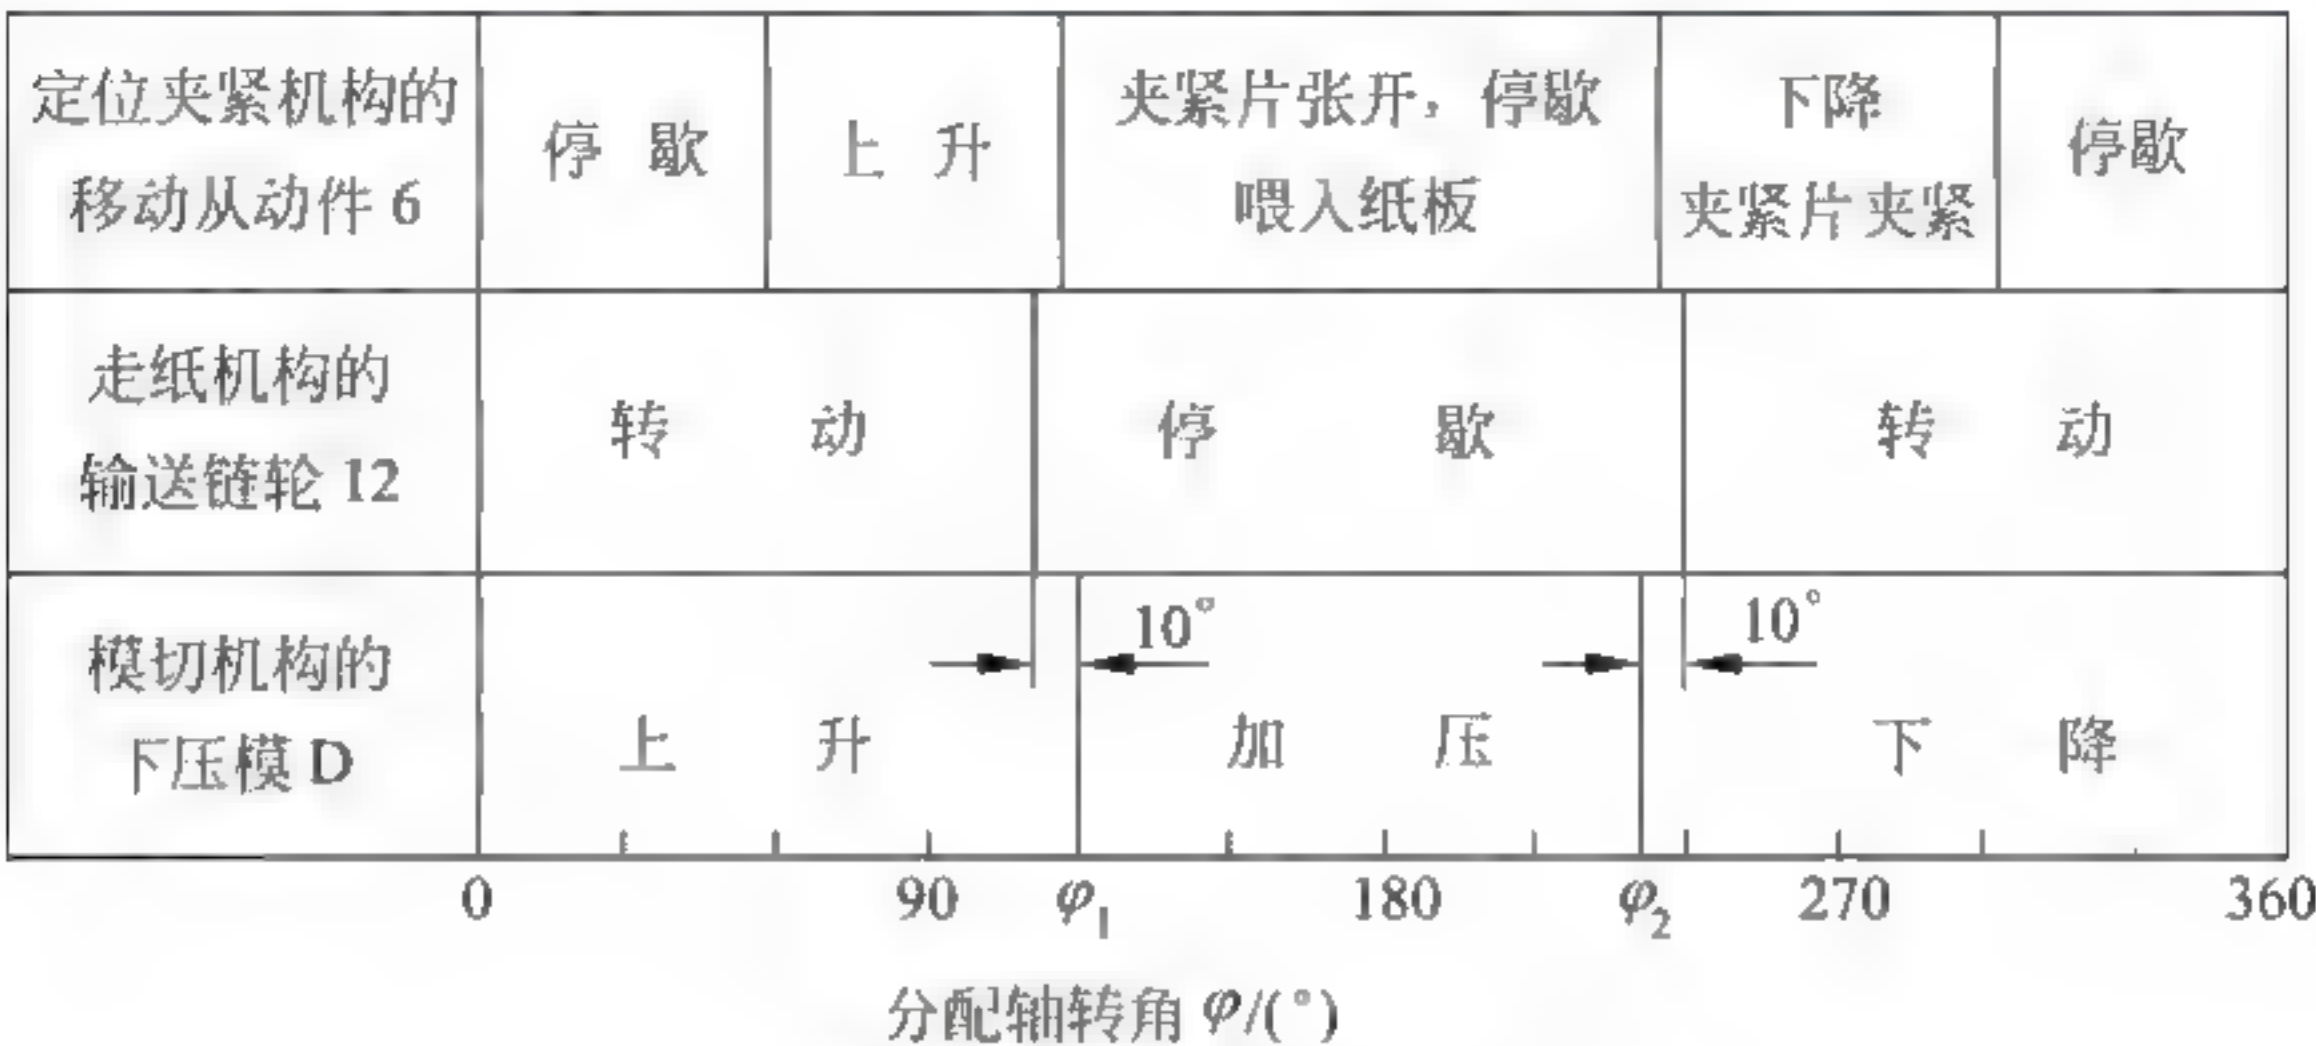 定位夹紧机构的
移动从动件 6
停 歇
上 升
夹紧片张开，停歇
喂入纸板
下降
夹紧片夹紧
停歇
走纸机构的
输送链轮 12
转 动
停 歇
转 动
模切机构的
下压模 D
上 升
10°
加 压
10°
下 降
0 90 φ1 180 φ2 270 360
分配轴转角 φ/(°)